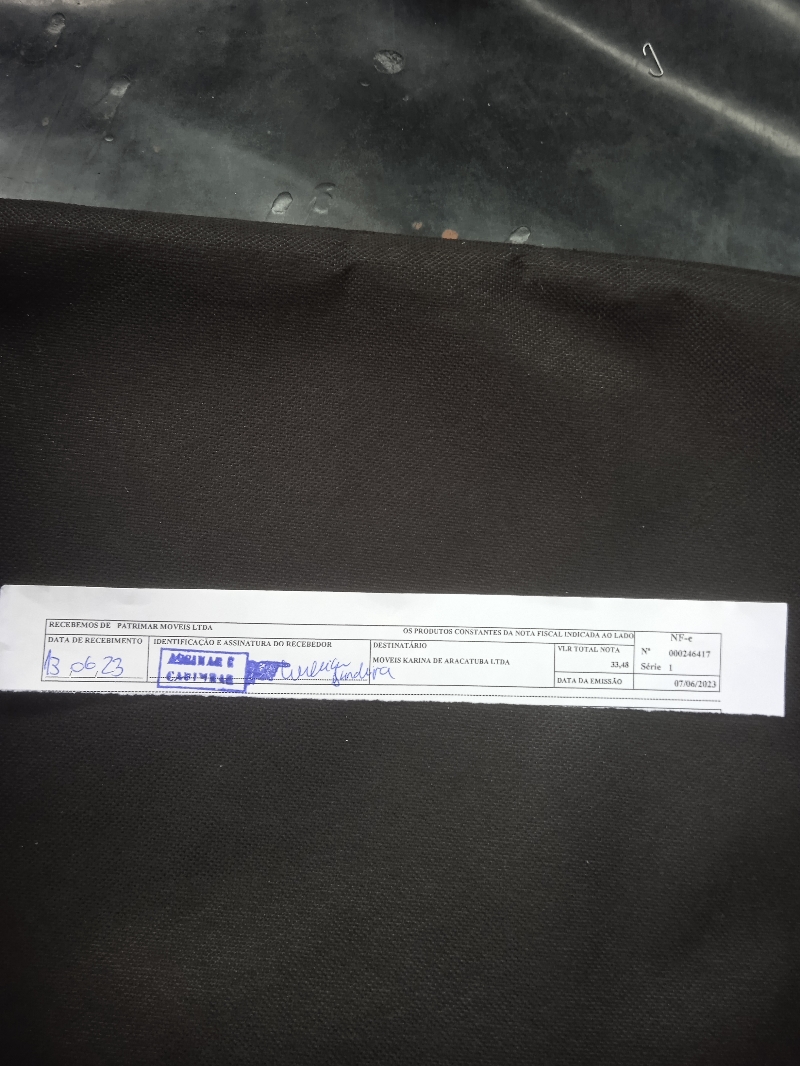 RECEBEMOS DE PATRIMAR MOVEIS LTDA
OS PRODUTOS CONSTANTES DA NOTA FISCAL INDICADA AO LADO
DATA DE RECEBIMENTO
13,06,23
IDENTIFICAÇÃO E ASSINATURA DO RECEBEDOR
ASSINAR E
CARIMBAR
DESTINATÁRIO
MOVEIS KARINA DE ARACATUBA LTDA
VLR TOTAL NOTA
33,48
DATA DA EMISSÃO
07/06/2023
NF-e
Nº 000246417
Série 1